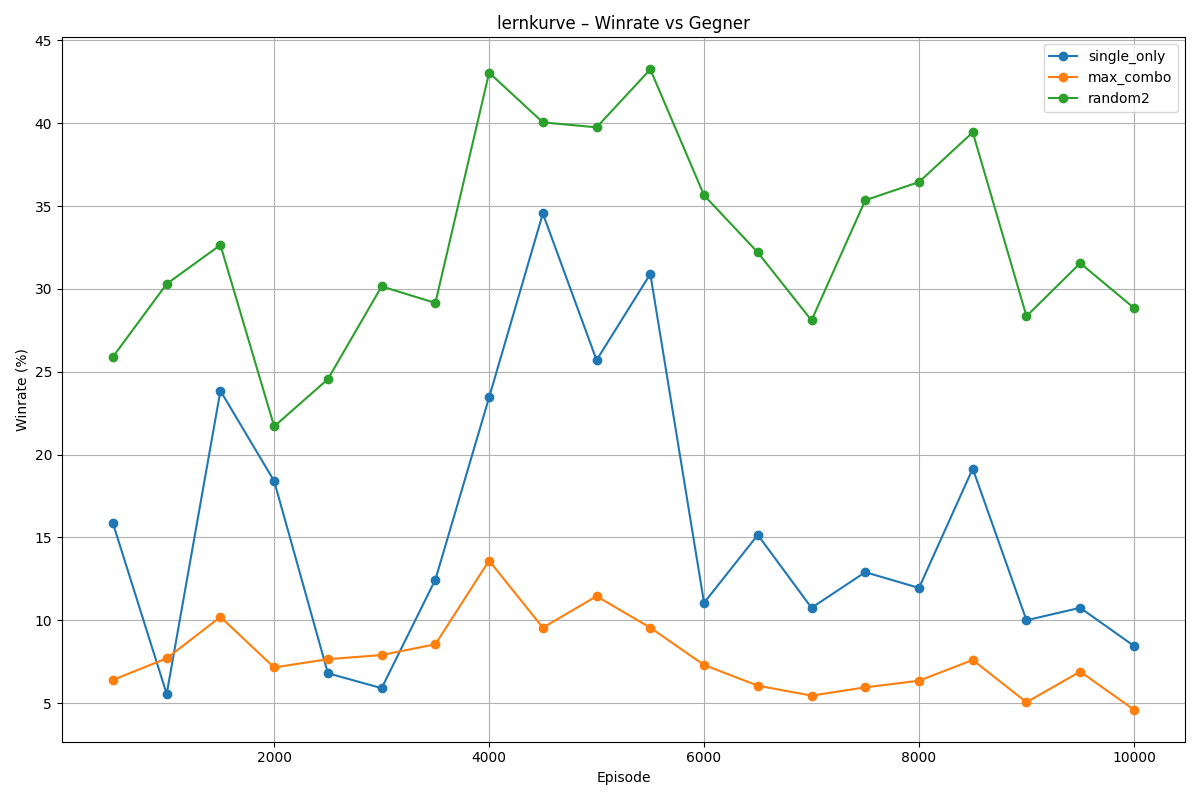 lernkurve – Winrate vs Gegner
45
40
35
30
25
20
15
10
5
Winrate (%)
single_only
max_combo
random2
2000 4000 6000 8000 10000
Episode